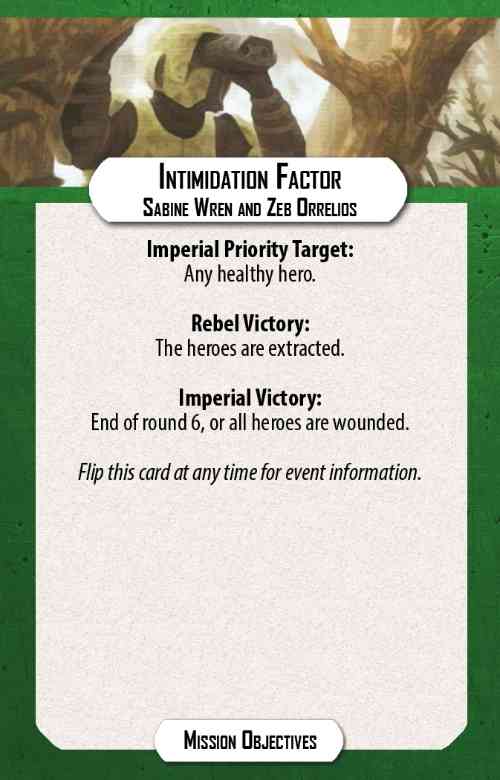 Intimidation Factor
Sabine Wren and Zeb Orrelios
Imperial Priority Target:
Any healthy hero.
Rebel Victory:
The heroes are extracted.
Imperial Victory:
End of round 6, or all heroes are wounded.
Flip this card at any time for event information.
Mission Objectives